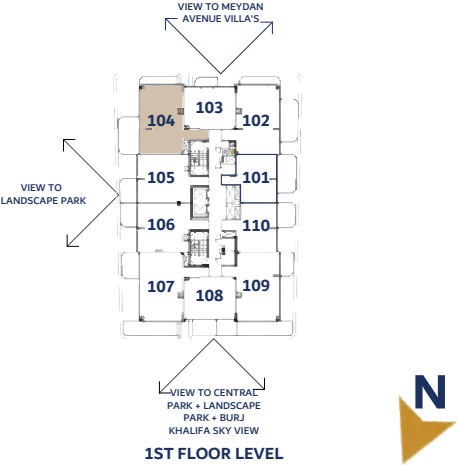 VIEW TO MEYDAN
AVENUE VILLA'S
103
104
102
105
101
VIEW TO
LANDSCAPE PARK
106
110
107
109
108
VIEW TO CENTRAL
PARK + LANDSCAPE
PARK + BURJ
KHALIFA SKY VIEW
1ST FLOOR LEVEL
N